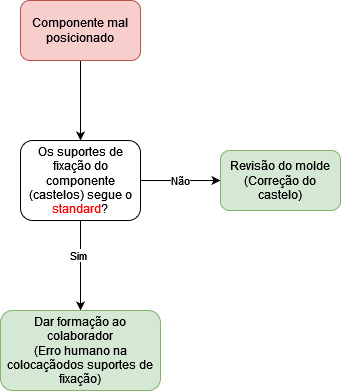 Componente mal
posicionado
Os suportes de
fixação do
componente
(castelos) segue o
standard?
Não
Revisão do molde
(Correção do
castelo)
Sim
Dar formação ao
colaborador
(Erro humano na
colocaçãodos suportes de
fixação)